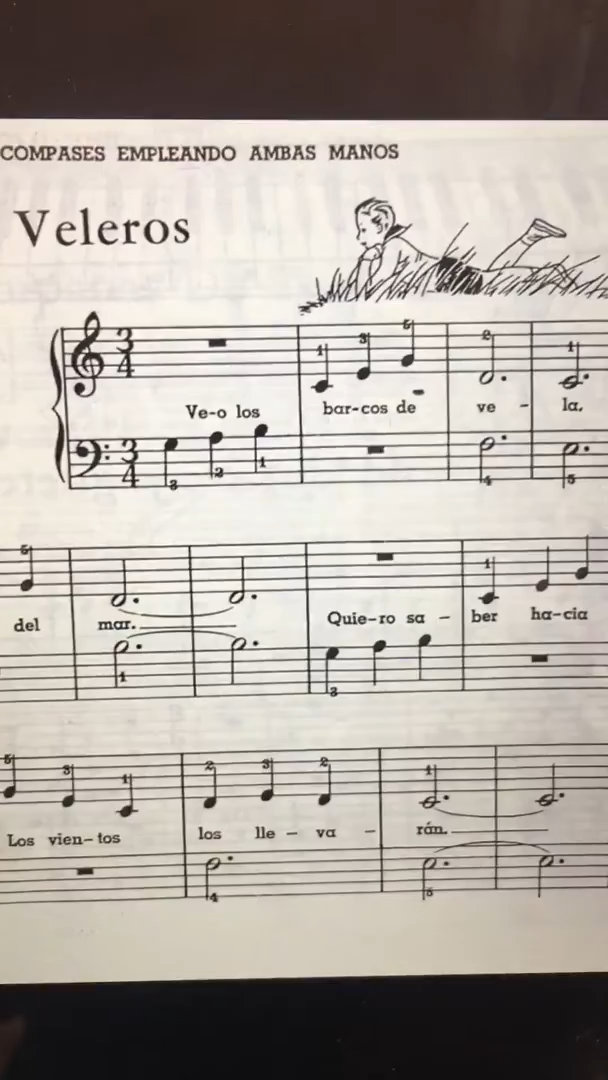 COMPASES EMPLEANDO AMBAS MANOS
Veleros
Ve-o los bar-cos de ve - la.
del mar. Quie-ro sa - ber ha-cia
Los vien-tos los lle - va - rán.